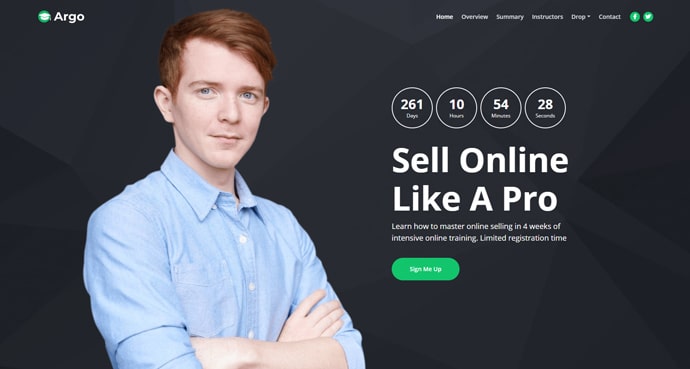 Argo
Home Overview Summary Instructors Drop Contact
261 10 54 28
Days Hours Minutes Seconds
Sell Online
Like A Pro
Learn how to master online selling in 4 weeks of
intensive online training. Limited registration time
Sign Me Up